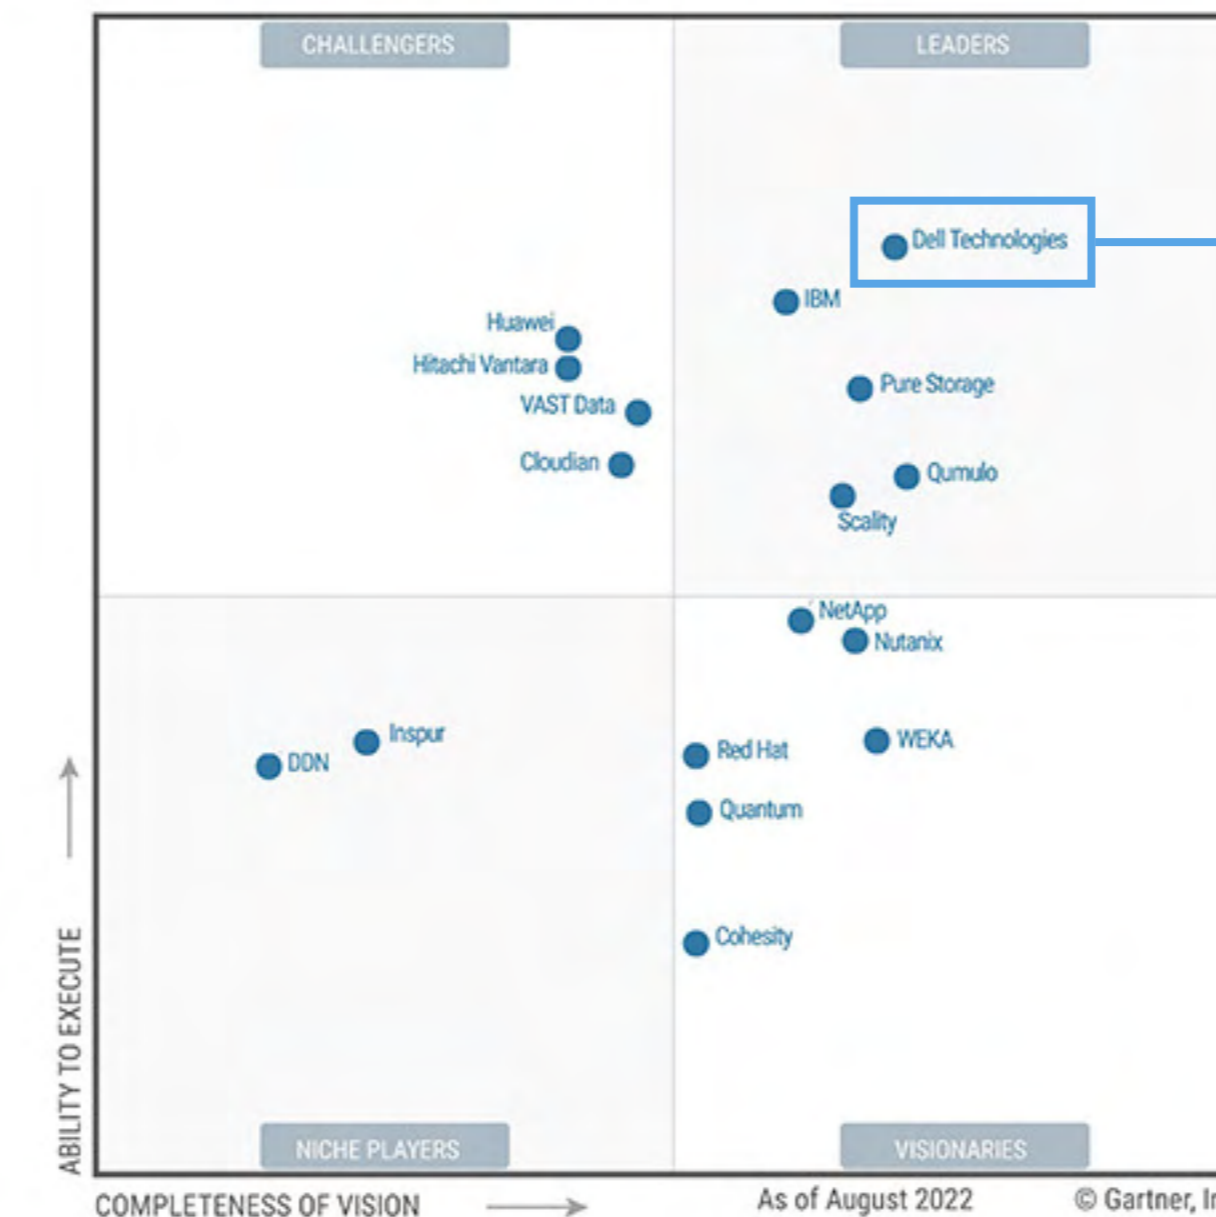 CHALLENGERS
LEADERS
Dell Technologies
IBM
Huawei
Hitachi Vantara
Pure Storage
VAST Data
Cloudian
Qumulo
Scality
NetApp
Nutanix
Inspur
DDN
Red Hat
WEKA
Quantum
Cohesity
ABILITY TO EXECUTE
NICHE PLAYERS
VISIONARIES
COMPLETENESS OF VISION
As of August 2022
© Gartner,